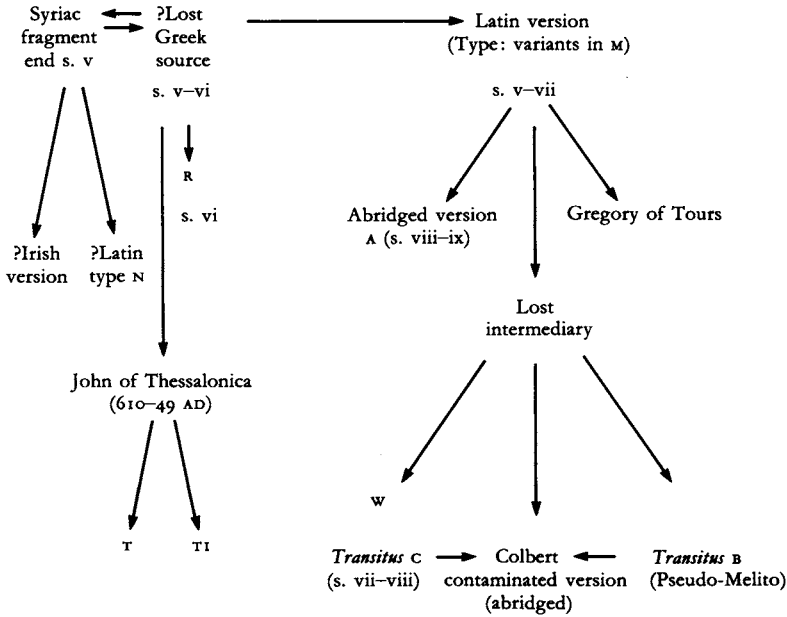 Syriac
fragment
end s. v
?Lost
Greek
source
s. v–vi
Latin version
(Type: variants in M)
s. v–vii
R
s. vi
Abridged version
A (s. viii–ix)
Gregory of Tours
?Irish
version
?Latin
type N
Lost
intermediary
John of Thessalonica
(610–49 AD)
W
T
TI
Transitus C
(s. vii–viii)
Colbert
contaminated version
(abridged)
Transitus B
(Pseudo-Melito)